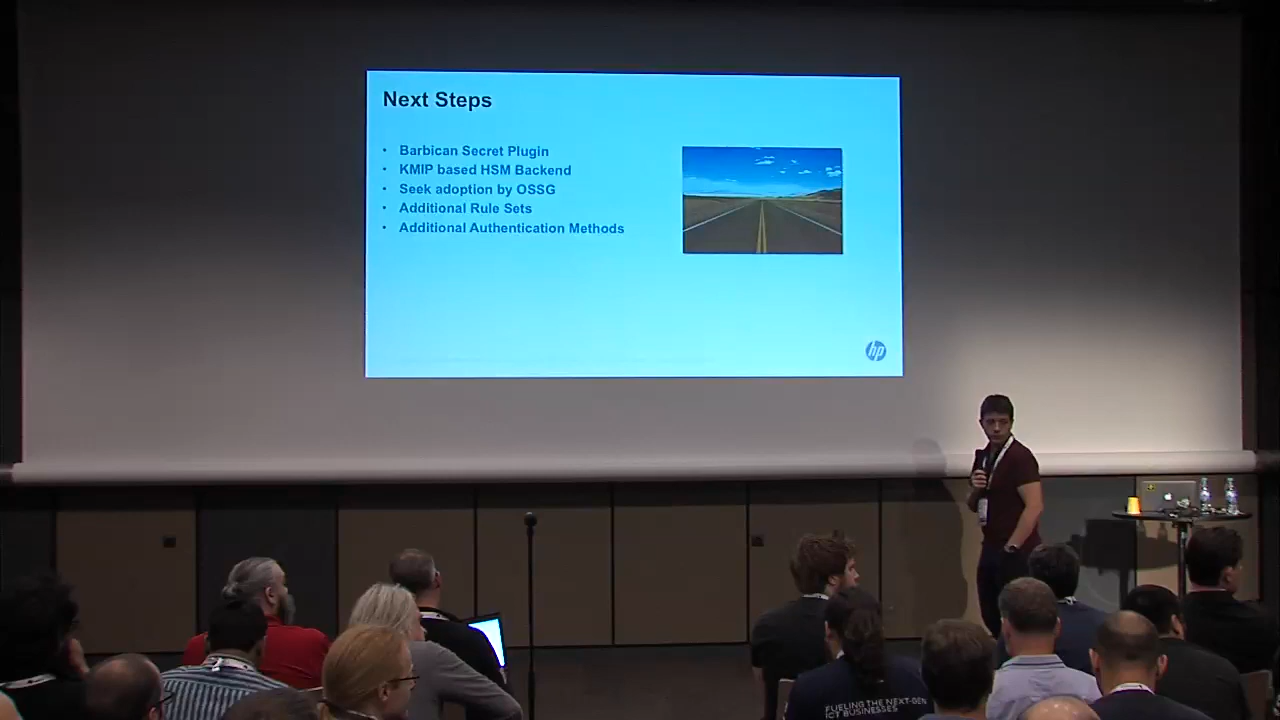 Next Steps
• Barbican Secret Plugin
• KMIP based HSM Backend
• Seek adoption by OSSG
• Additional Rule Sets
• Additional Authentication Methods
hp
FUELING THE NEXT-GEN
ICT BUSINESSES